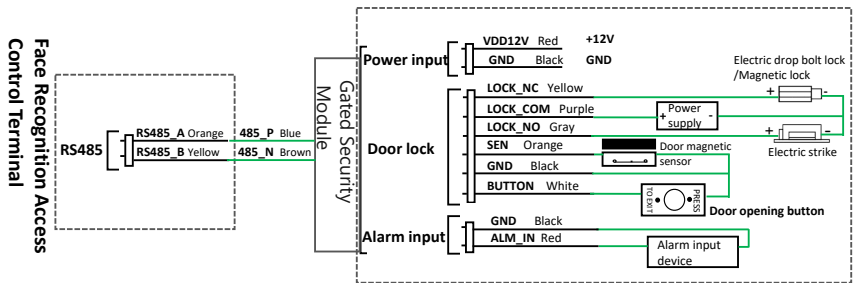 Face Recognition Access
Control Terminal
RS485
RS485_A Orange
RS485_B Yellow
485_P Blue
485_N Brown
Gated Security
Module
Power input
VDD12V Red +12V
GND Black GND
Door lock
LOCK_NC Yellow
LOCK_COM Purple
LOCK_NO Gray
SEN Orange
GND Black
BUTTON White
Electric drop bolt lock
/Magnetic lock
+ -
+ Power -
supply
+ -
Electric strike
Door magnetic
sensor
PRESS
TO EXIT
Door opening button
Alarm input
GND Black
ALM_IN Red
Alarm input
device